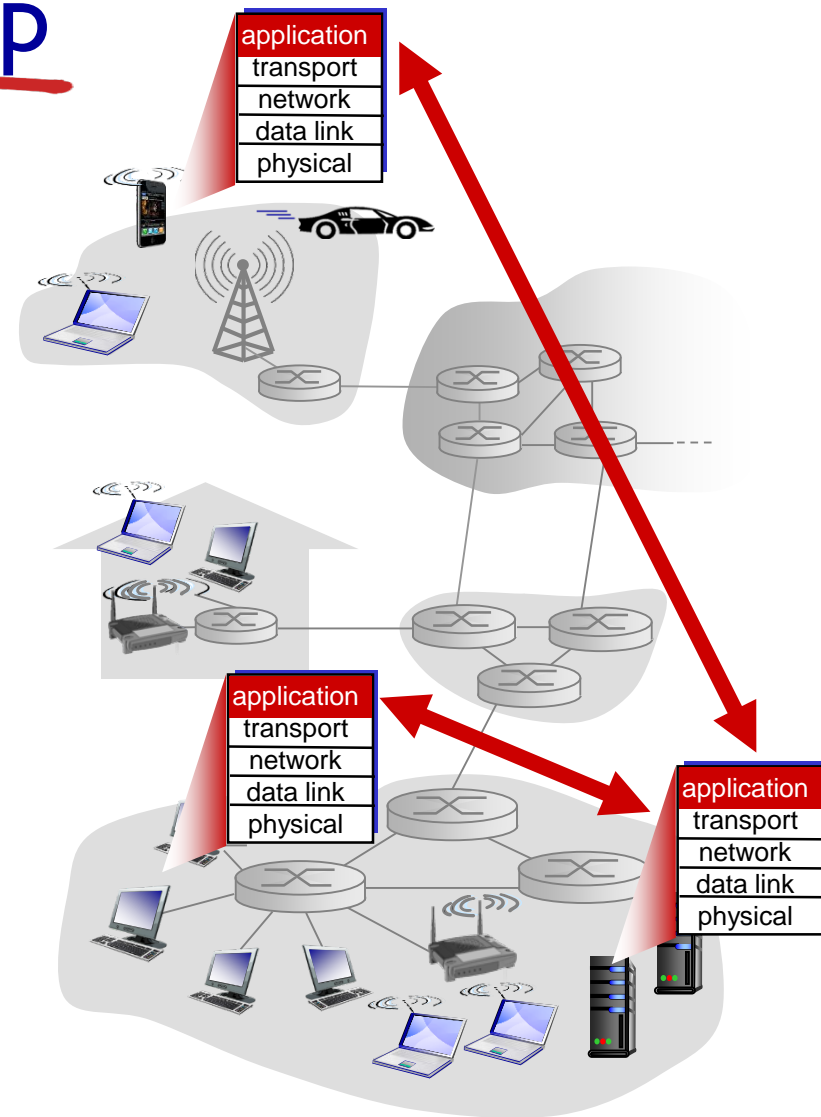 p
application
transport
network
data link
physical
application
transport
network
data link
physical
application
transport
network
data link
physical